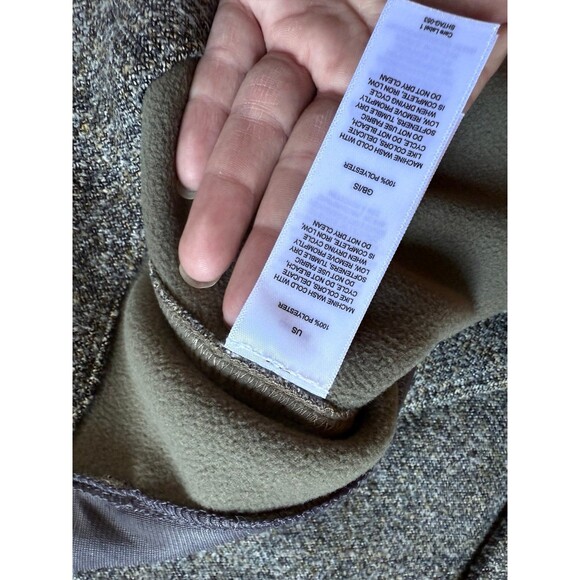 US
100% POLYESTER
MACHINE WASH COLD WITH
LIKE COLORS, DELICATE
CYCLE, DO NOT BLEACH,
DO NOT USE FABRIC
SOFTENERS, TUMBLE DRY
LOW, REMOVE PROMPTLY
WHEN DRYING CYCLE
IS COMPLETE, IRON LOW,
DO NOT DRY CLEAN
GB/IS
100% POLYESTER
MACHINE WASH COLD WITH
LIKE COLORS, DELICATE
CYCLE, DO NOT BLEACH,
DO NOT USE FABRIC
SOFTENERS, TUMBLE DRY
LOW, REMOVE PROMPTLY
WHEN DRYING CYCLE
IS COMPLETE, IRON LOW,
DO NOT DRY CLEAN
Care Label 1
SHTAG-083